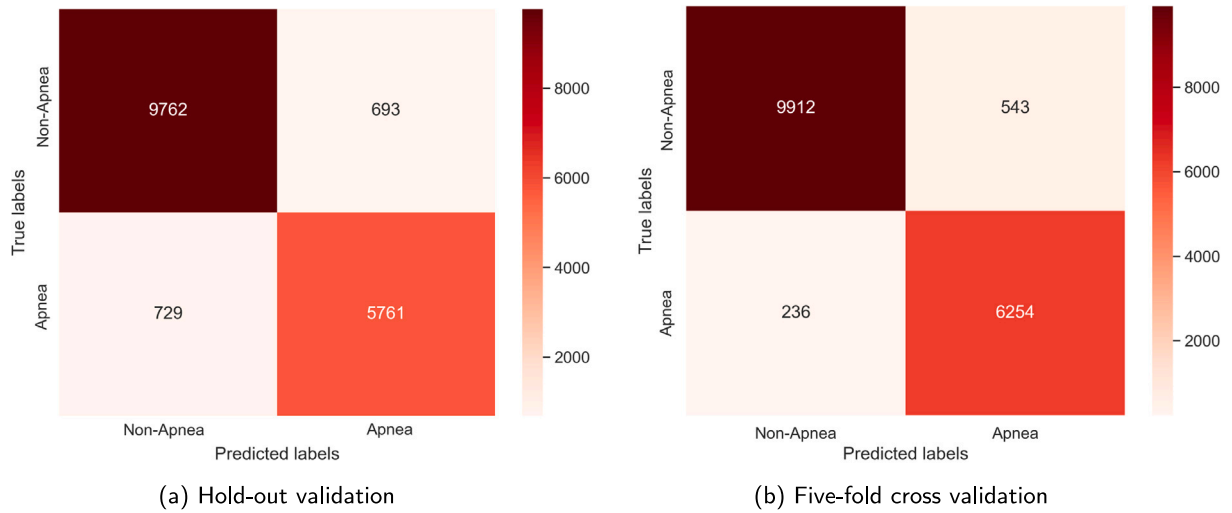 Non-Apnea
Apnea
True labels
9762
693
729
5761
Non-Apnea
Apnea
Predicted labels
8000
6000
4000
2000
(a) Hold-out validation
Non-Apnea
Apnea
True labels
9912
543
236
6254
Non-Apnea
Apnea
Predicted labels
8000
6000
4000
2000
(b) Five-fold cross validation